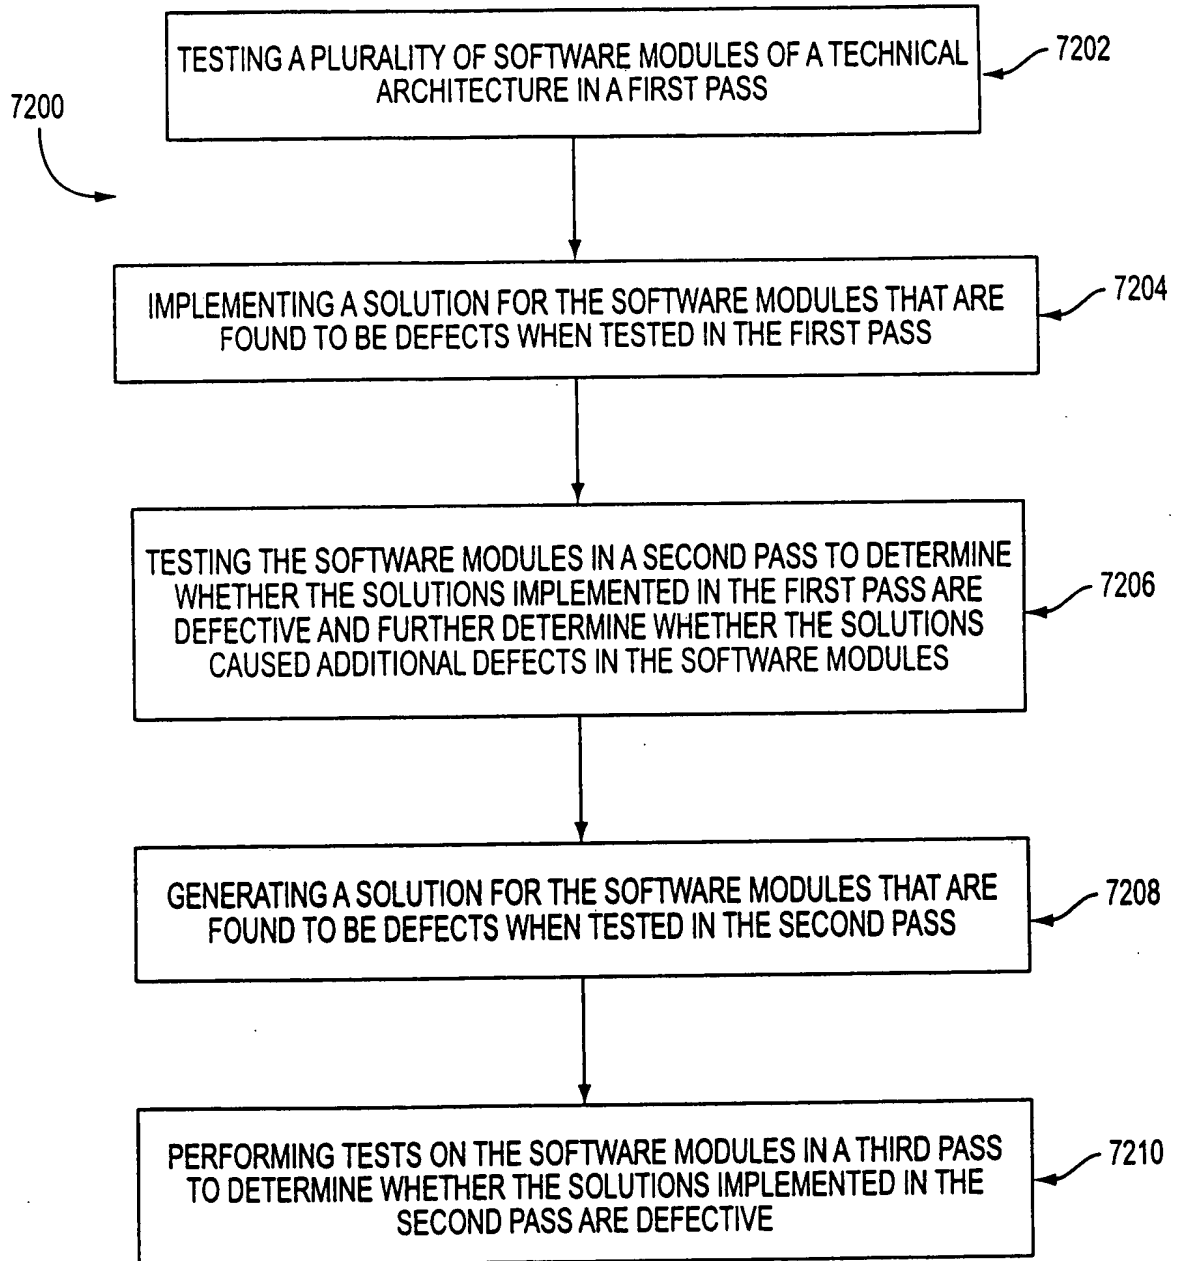 TESTING A PLURALITY OF SOFTWARE MODULES OF A TECHNICAL
ARCHITECTURE IN A FIRST PASS
7202
7200
IMPLEMENTING A SOLUTION FOR THE SOFTWARE MODULES THAT ARE
FOUND TO BE DEFECTS WHEN TESTED IN THE FIRST PASS
7204
TESTING THE SOFTWARE MODULES IN A SECOND PASS TO DETERMINE
WHETHER THE SOLUTIONS IMPLEMENTED IN THE FIRST PASS ARE
DEFECTIVE AND FURTHER DETERMINE WHETHER THE SOLUTIONS
CAUSED ADDITIONAL DEFECTS IN THE SOFTWARE MODULES
7206
GENERATING A SOLUTION FOR THE SOFTWARE MODULES THAT ARE
FOUND TO BE DEFECTS WHEN TESTED IN THE SECOND PASS
7208
PERFORMING TESTS ON THE SOFTWARE MODULES IN A THIRD PASS
TO DETERMINE WHETHER THE SOLUTIONS IMPLEMENTED IN THE
SECOND PASS ARE DEFECTIVE
7210